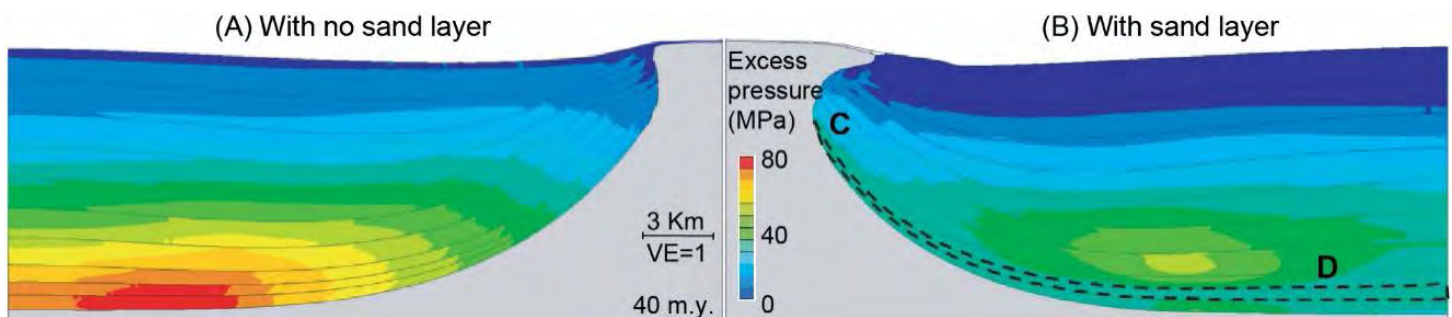 (A) With no sand layer
(B) With sand layer
Excess
pressure
(MPa)
C
80
3 Km
VE=1
40
D
40 m.y.
0